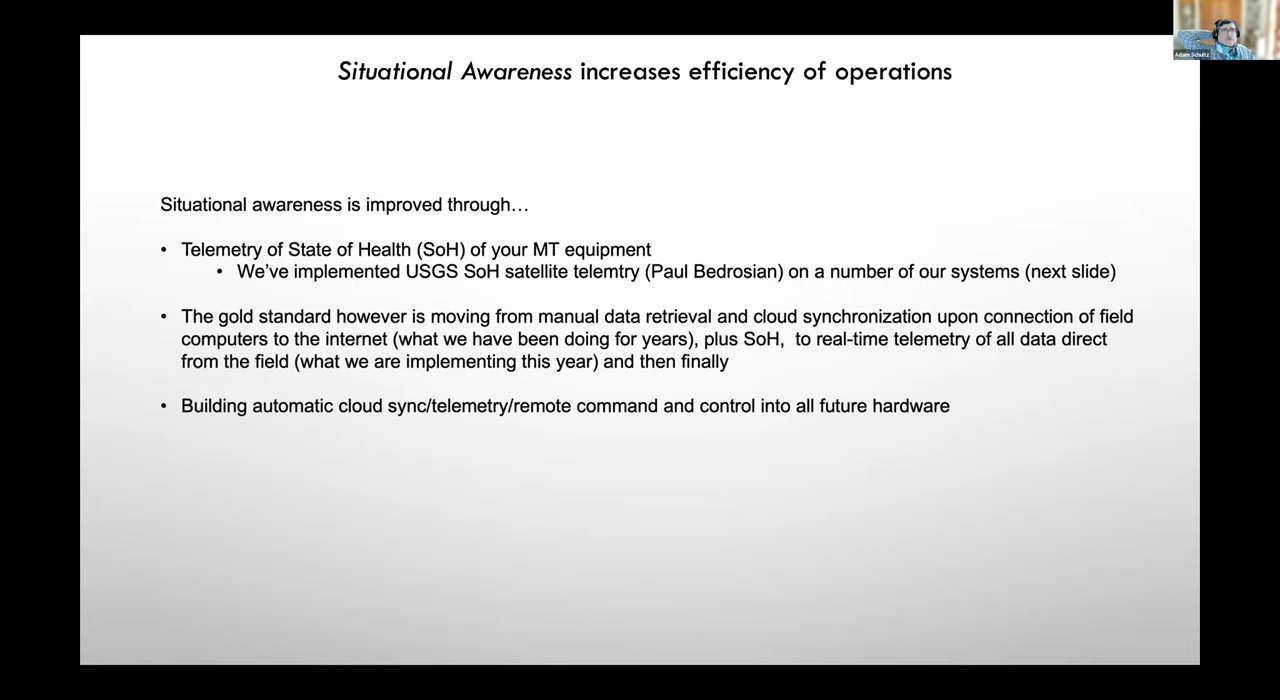 Adam Schultz
Situational Awareness increases efficiency of operations
Situational awareness is improved through…
• Telemetry of State of Health (SoH) of your MT equipment
• We've implemented USGS SoH satellite telemtry (Paul Bedrosian) on a number of our systems (next slide)
• The gold standard however is moving from manual data retrieval and cloud synchronization upon connection of field
computers to the internet (what we have been doing for years), plus SoH,  to real-time telemetry of all data direct
from the field (what we are implementing this year) and then finally
• Building automatic cloud sync/telemetry/remote command and control into all future hardware